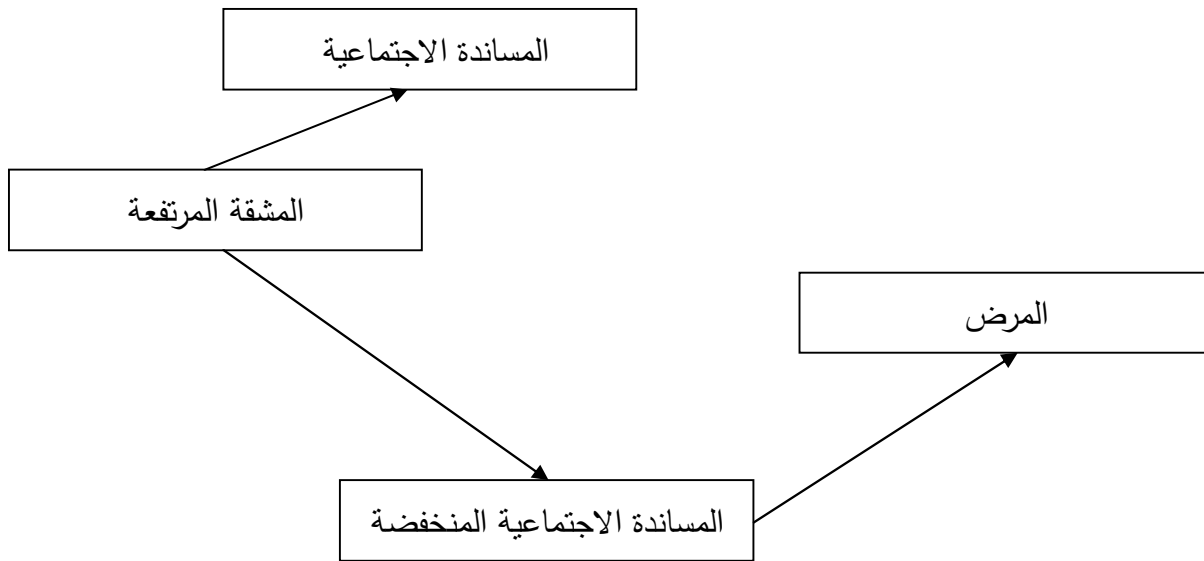 المساندة الاجتماعية
المشقة المرتفعة
المرض
المساندة الاجتماعية المنخفضة